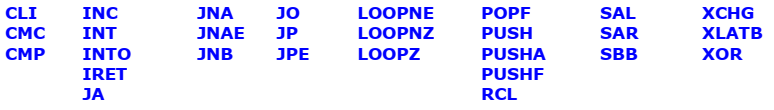 CLI INC JNA JO LOOPNE POPF SAL XCHG
CMC INT JNAE JP LOOPNZ PUSH SAR XLATB
CMP INTO JNB JPE LOOPZ PUSHA SBB XOR
IRET PUSHF
JA RCL